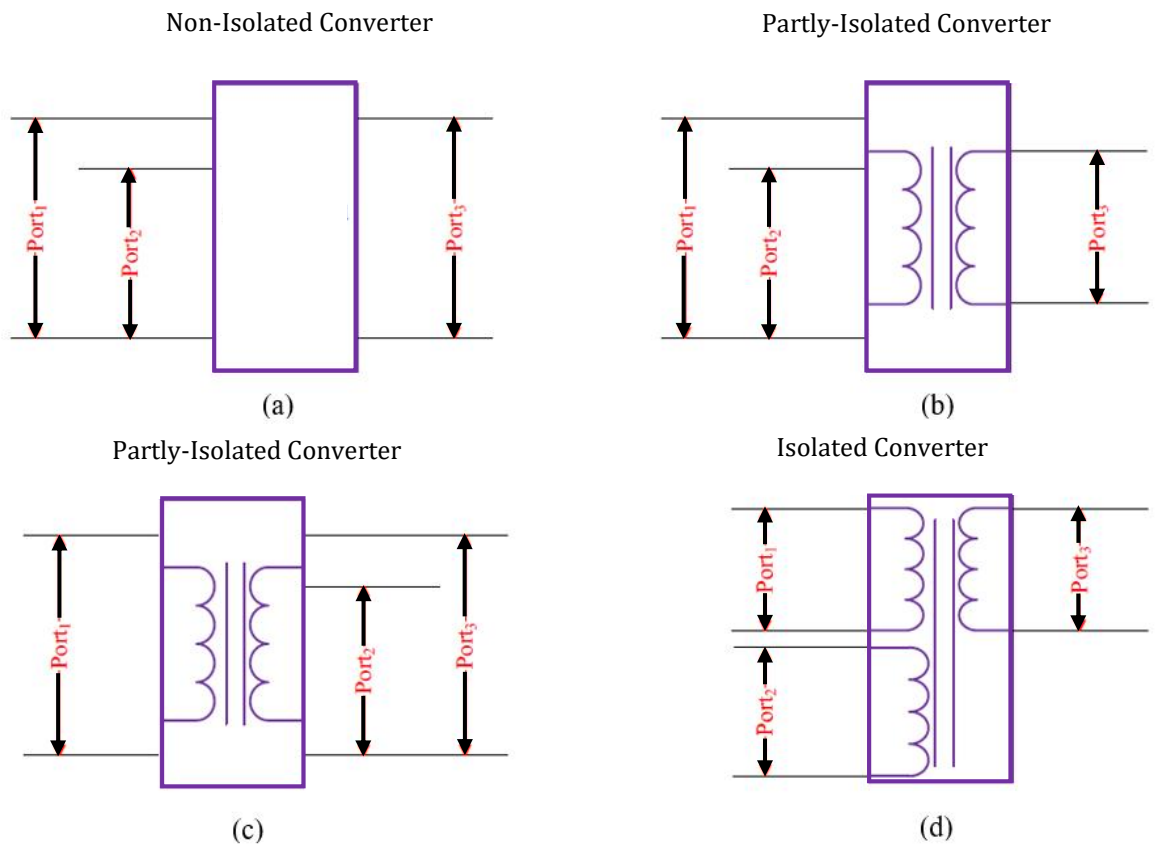 Non-Isolated Converter
Partly-Isolated Converter
Port₁
Port₂
Port₃
Port₁
Port₂
Port₃
(a)
(b)
Partly-Isolated Converter
Isolated Converter
Port₁
Port₂
Port₃
Port₁
Port₂
Port₃
(c)
(d)